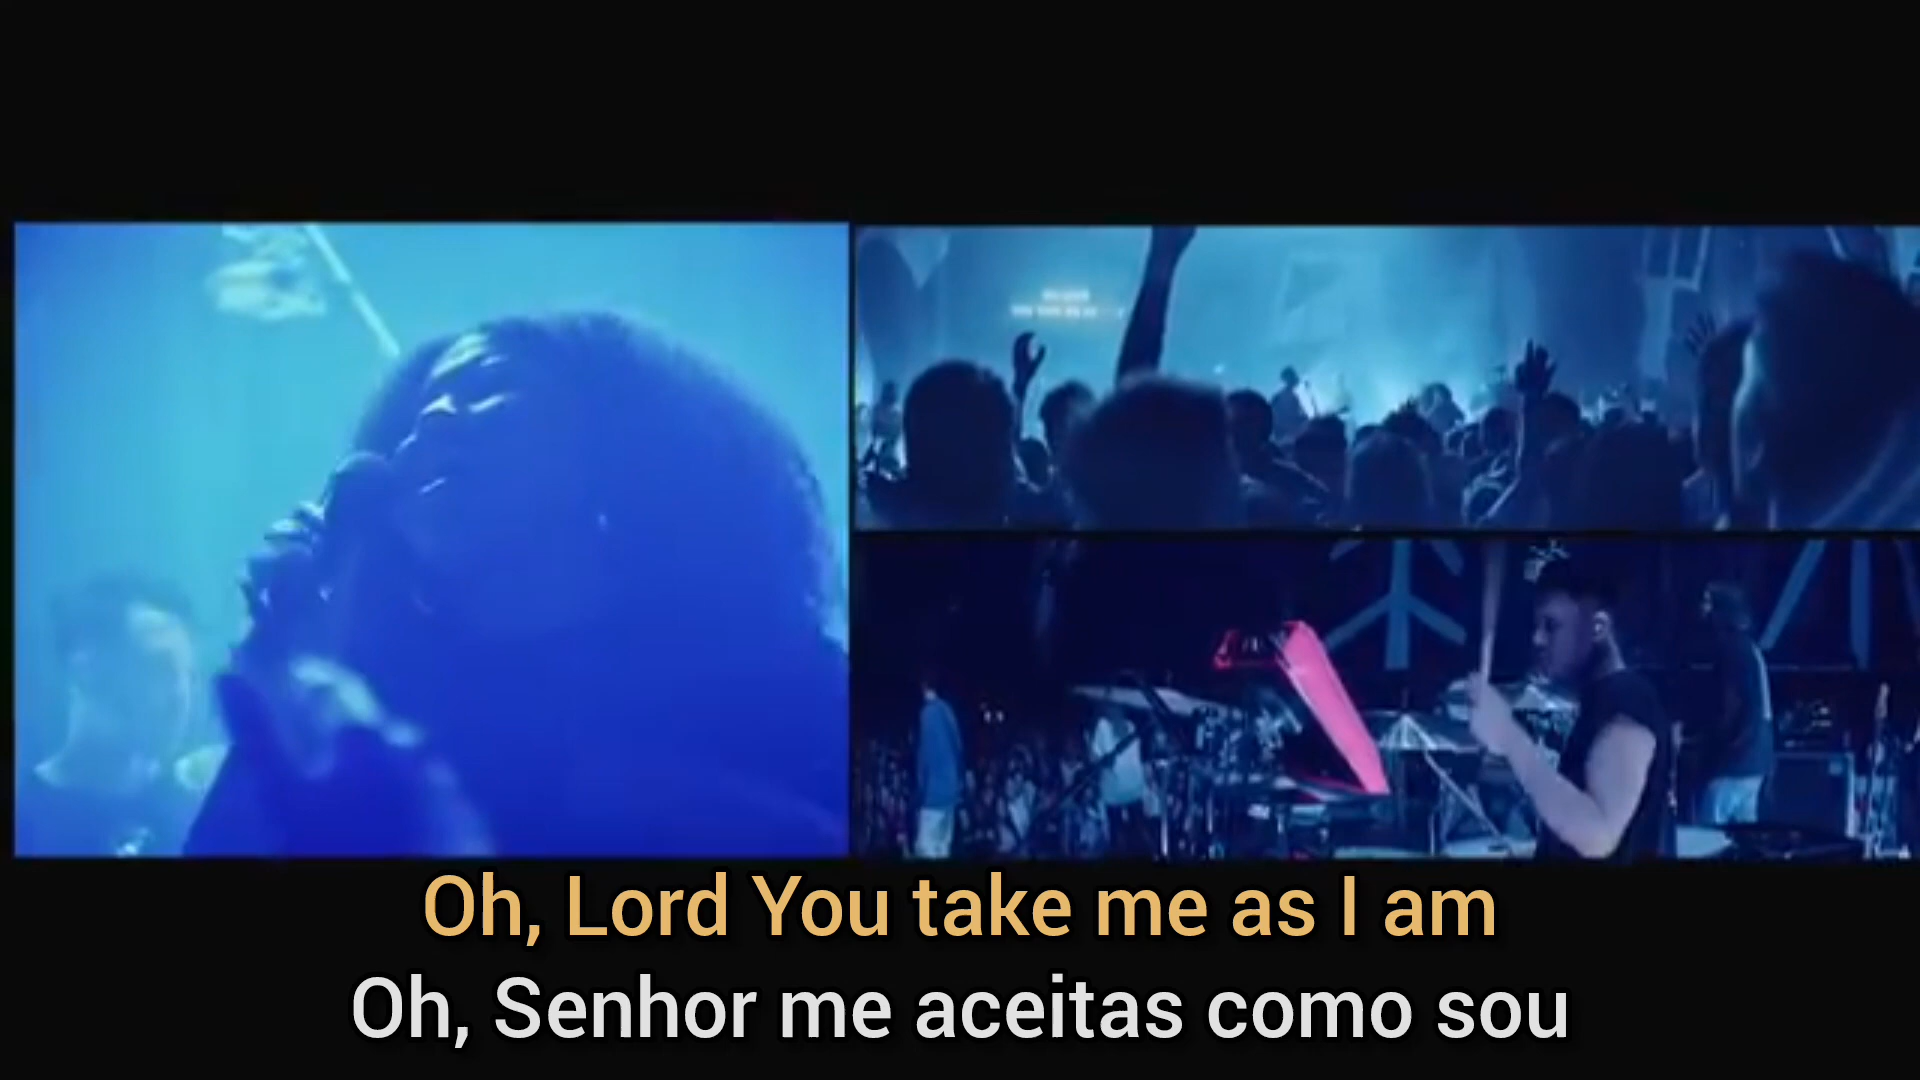 Oh, Lord You take me as I am
Oh, Senhor me aceitas como sou